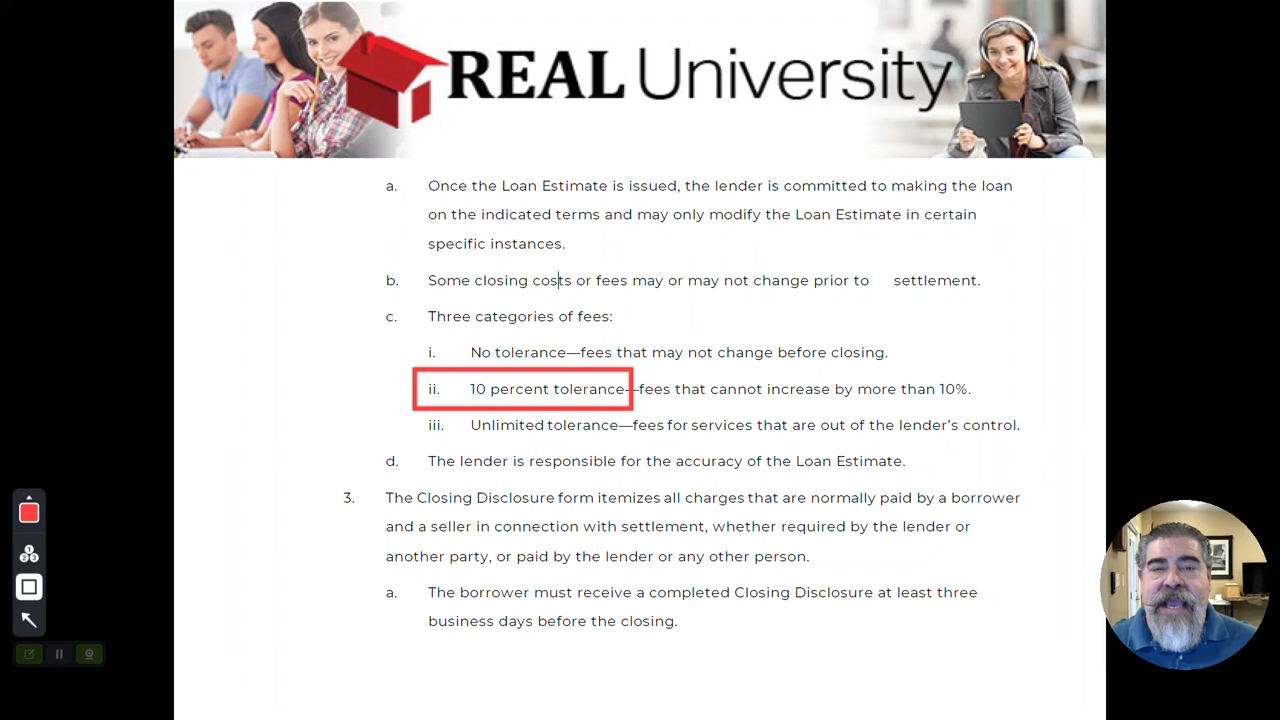 REAL University
a. Once the Loan Estimate is issued, the lender is committed to making the loan
on the indicated terms and may only modify the Loan Estimate in certain
specific instances.
b. Some closing costs or fees may or may not change prior to settlement.
c. Three categories of fees:
i. No tolerance—fees that may not change before closing.
ii. 10 percent tolerance—fees that cannot increase by more than 10%.
iii. Unlimited tolerance—fees for services that are out of the lender's control.
d. The lender is responsible for the accuracy of the Loan Estimate.
3. The Closing Disclosure form itemizes all charges that are normally paid by a borrower
and a seller in connection with settlement, whether required by the lender or
another party, or paid by the lender or any other person.
a. The borrower must receive a completed Closing Disclosure at least three
business days before the closing.